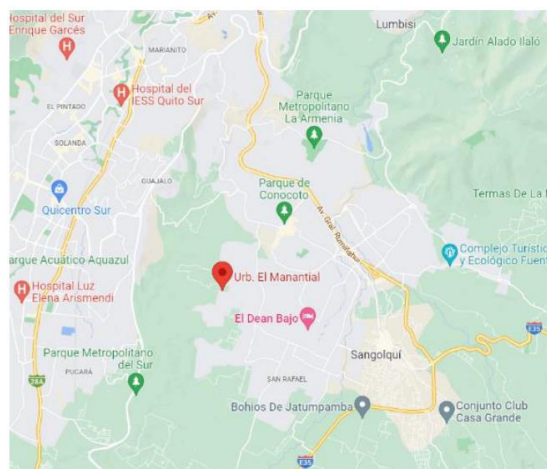 Hospital del Sur
Enrique Garcés
MARIANITO
Lumbisi
Jardin Alado Ilaló
Hospital del
IESS Quito Sur
EL PINTADO
Parque
Metropolitano
La Armenia
SOLANDA
GUAJALO
Parque de
Conocoto
Termas De La
Quicentro Sur
Av. Gral. Rumiñahui
Parque Acuático Aquazul
Complejo Turístic
y Ecológico Fuent
Urb. El Manantial
Hospital Luz
Elena Arismendi
El Dean Bajo
E35
Parque Metropolitano
del Sur
Sangolquí
PUCARÁ
E28A
SAN RAFAEL
Bohios de Jatumpamba
Conjunto Club
Casa Grande
E35